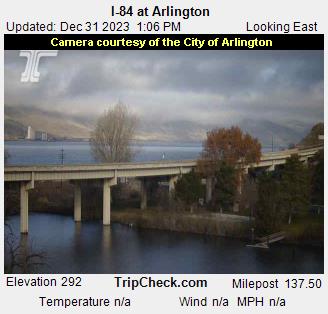 I-84 at Arlington
Updated: Dec 31 2023 1:06 PM Looking East
Camera courtesy of the City of Arlington
Elevation 292 TripCheck.com Milepost 137.50
Temperature n/a Wind n/a MPH n/a